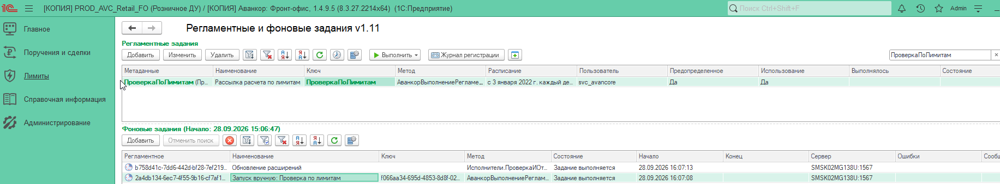 1С [КОПИЯ] PROD_AVC_Retail_FO (Розничное ДУ) / [КОПИЯ] Аванкор: Фронт-офис, 1.4.9.5 (8.3.27.2214x64) (1С:Предприятие) Поиск Ctrl+Shift+F Admin
Главное
Поручения и сделки
Лимиты
Справочная информация
Администрирование
Регламентные и фоновые задания v1.11
Регламентные задания
Добавить Изменить Удалить Выполнить Журнал регистрации ПроверкаПоЛимитам ×
Метаданные Наименование Ключ Метод Расписание Пользователь Предопределенное Использование Выполнялось Состояние
ПроверкаПоЛимитам (Пр... Рассылка расчета по лимитам ПроверкаПоЛимитам АванкорВыполнениеРегламе... с 3 января 2022 г. каждый де... svc_avancore Да Да
Фоновые задания (Начало: 28.09.2026 15:06:47)
Добавить Отменить поиск
Регламентное Наименование Ключ Метод Состояние Начало Конец Сервер Ошибки Сообщ
b758d41c-7dd6-442d-bf28-7ef219... Обновление расширений Исполнители.ПроверкаИОт... Задание выполняется 28.09.2026 16:07:13 SMSK02MG138U:1567
2a4db134-6ec7-4f55-9b16-cf7af1... Запуск вручную: Проверка по лимитам f066aa34-695d-4853-8d8f-02... АванкорВыполнениеРеглам... Задание выполняется 28.09.2026 16:07:08 SMSK02MG138U:1567